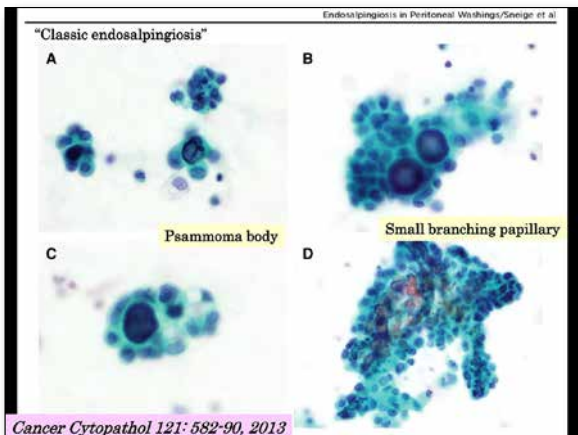 Endosalpingiosis in Peritoneal Washings/Sneige et al
"Classic endosalpingiosis"
A
B
Psammoma body
Small branching papillary
C
D
Cancer Cytopathol 121: 582-90, 2013